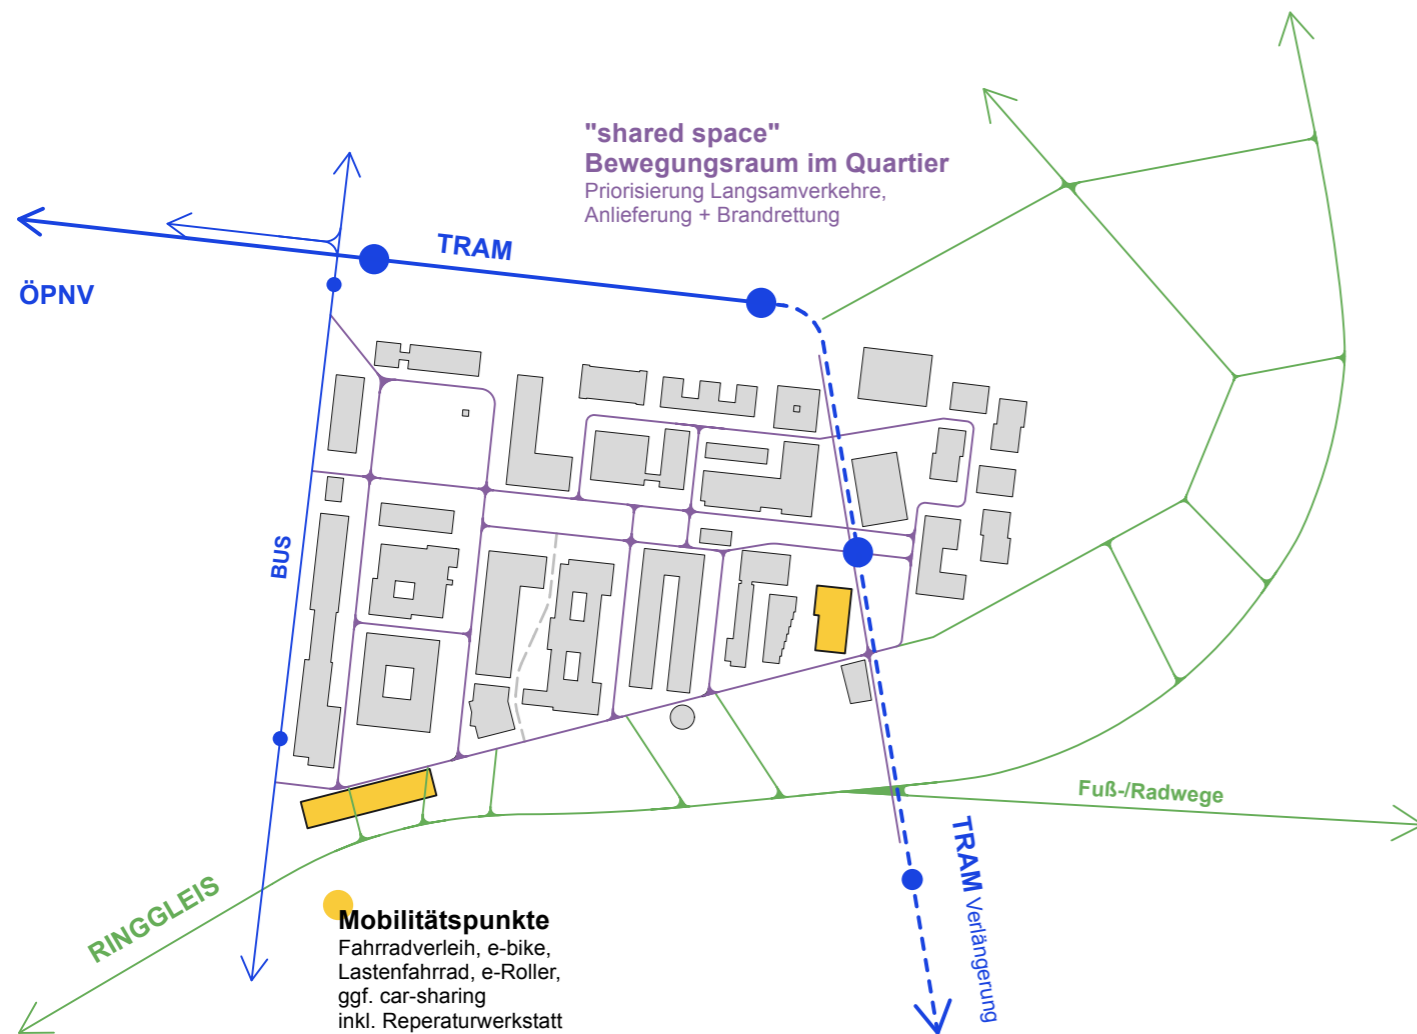 "shared space"
Bewegungsraum im Quartier
Priorisierung Langsamverkehre,
Anlieferung + Brandrettung
TRAM
ÖPNV
BUS
Fuß-/Radwege
TRAM Verlängerung
RINGGLEIS
Mobilitätspunkte
Fahrradverleih, e-bike,
Lastenfahrrad, e-Roller,
ggf. car-sharing
inkl. Reperaturwerkstatt